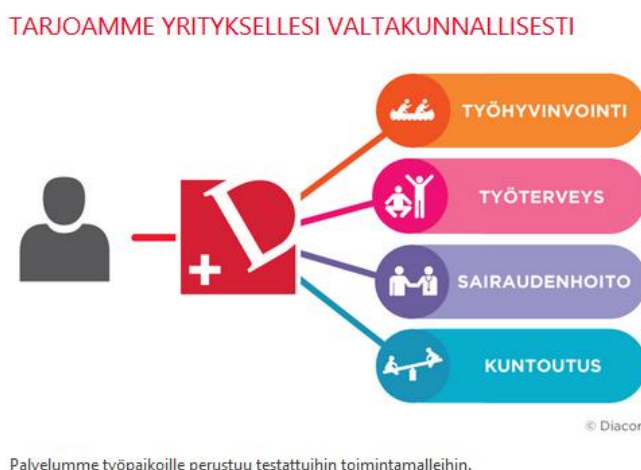 TARJOAMME YRITYKSELLESI VALTAKUNNALLISESTI
TYÖHYVINVOINTI
TYÖTERVEYS
SAIRAUDENHOITO
KUNTOUTUS
© Diacor
Palvelumme työpaikoille perustuu testattuihin toimintamalleihin.